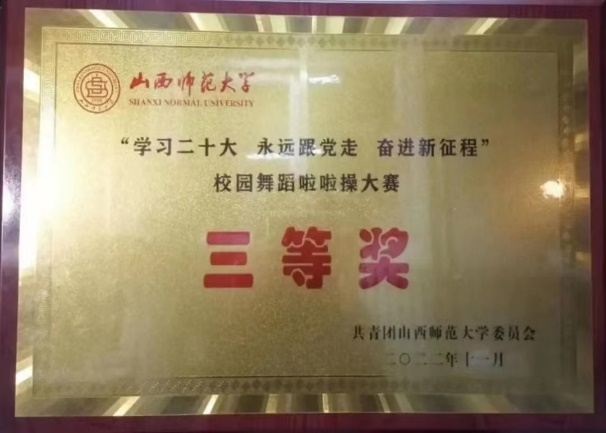 山西师范大学
SHANXI NORMAL UNIVERSITY
“学习二十大 永远跟党走 奋进新征程”
校园舞蹈啦啦操大赛
三等奖
共青团山西师范大学委员会
二〇二二年十一月